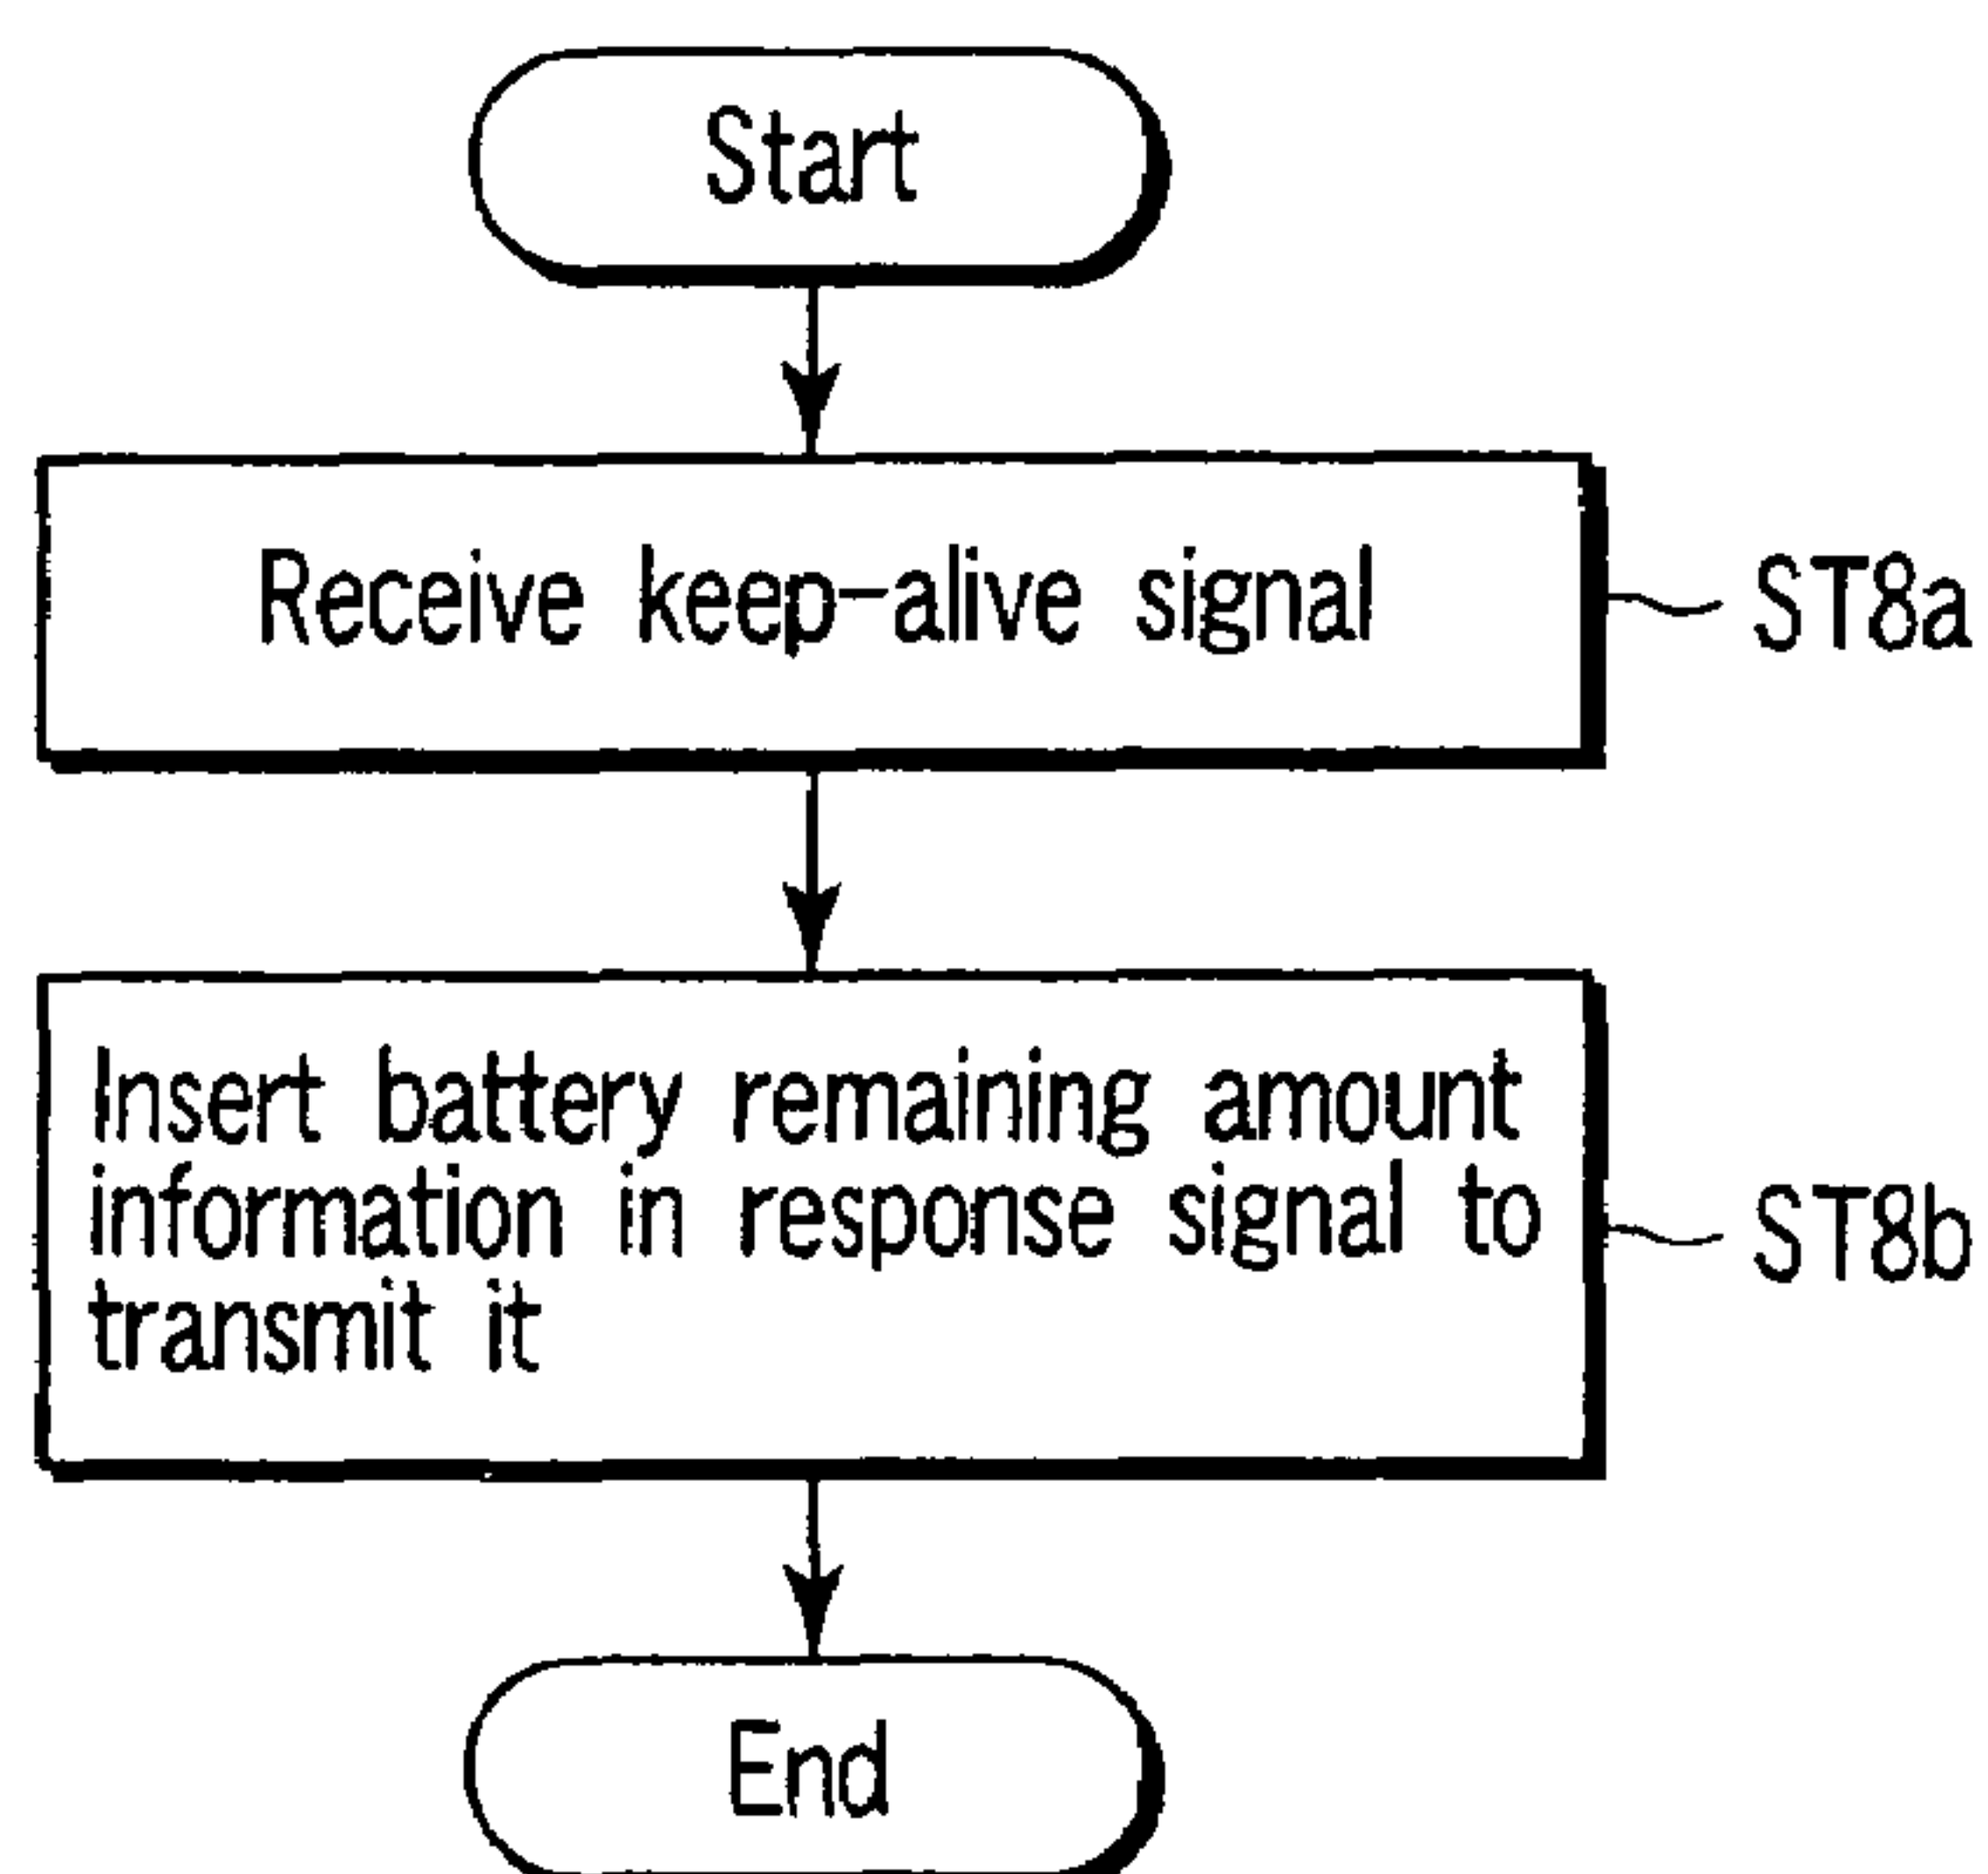 Start
Receive keep-alive signal
ST8a
Insert battery remaining amount
information in response signal to
transmit it
ST8b
End